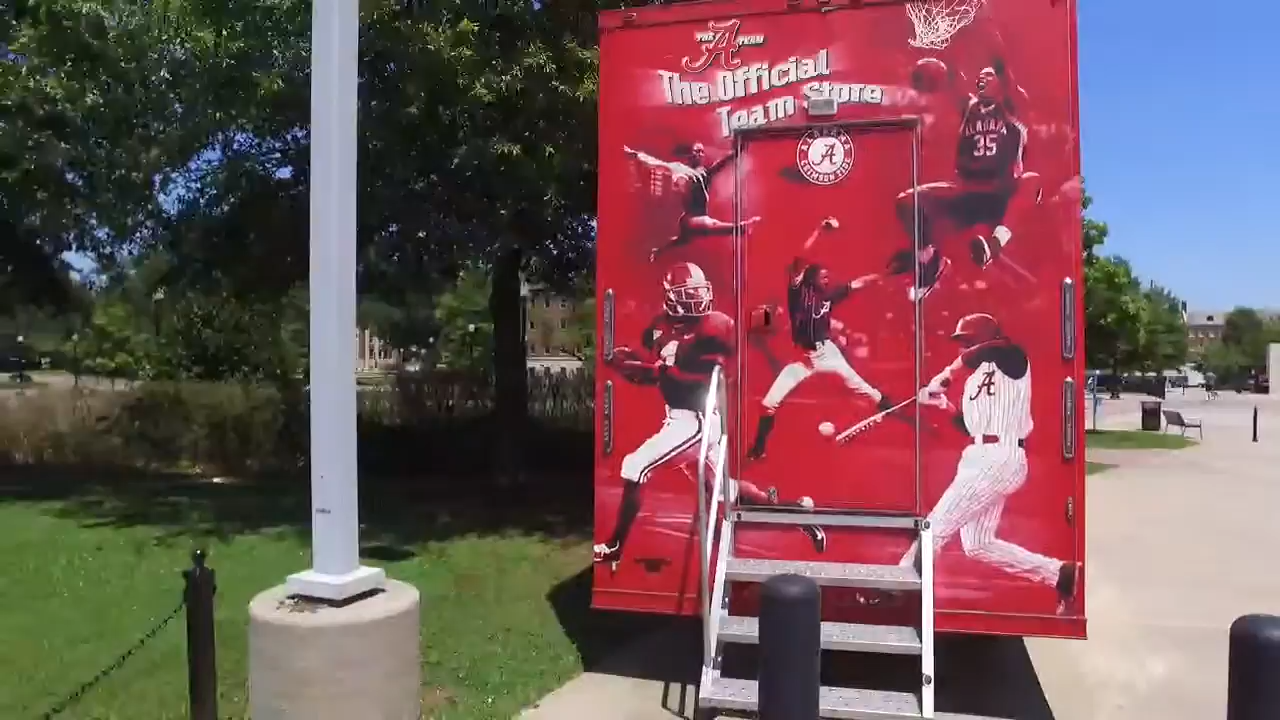 THE A TEAM
The Official
Team Store
ALABAMA
A
CRIMSON TIDE
ALABAMA
35
A
A